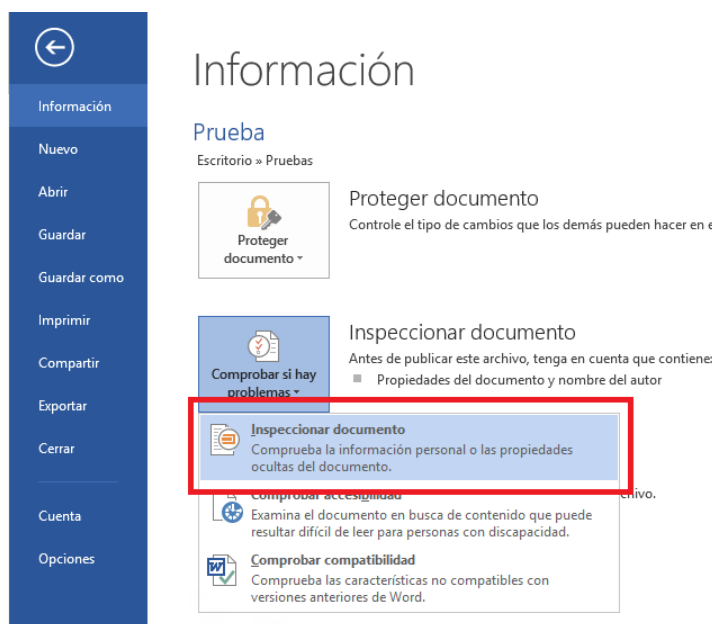 Información
Información
Prueba
Nuevo
Escritorio » Pruebas
Abrir
Proteger documento
Controle el tipo de cambios que los demás pueden hacer en e
Guardar
Proteger
documento
Guardar como
Imprimir
Inspeccionar documento
Antes de publicar este archivo, tenga en cuenta que contiene:
Compartir
Comprobar si hay
problemas
Propiedades del documento y nombre del autor
Exportar
Inspeccionar documento
Cerrar
Comprueba la información personal o las propiedades
ocultas del documento.
Comprobar accesibilidad
chivo.
Cuenta
Examina el documento en busca de contenido que puede
resultar difícil de leer para personas con discapacidad.
Opciones
Comprobar compatibilidad
Comprueba las características no compatibles con
versiones anteriores de Word.